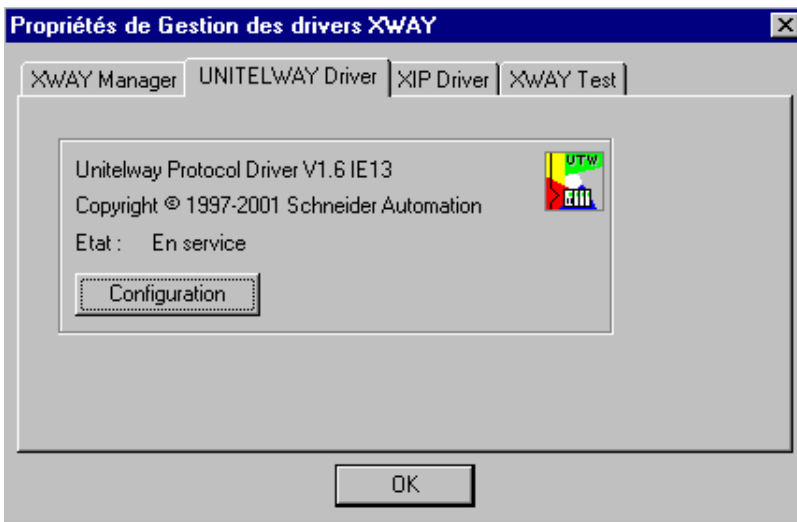 Propriétés de Gestion des drivers XWAY
XWAY Manager UNITELWAY Driver XIP Driver XWAY Test
Unitelway Protocol Driver V1.6 IE13
UTW
Copyright © 1997-2001 Schneider Automation
Etat : En service
Configuration
OK